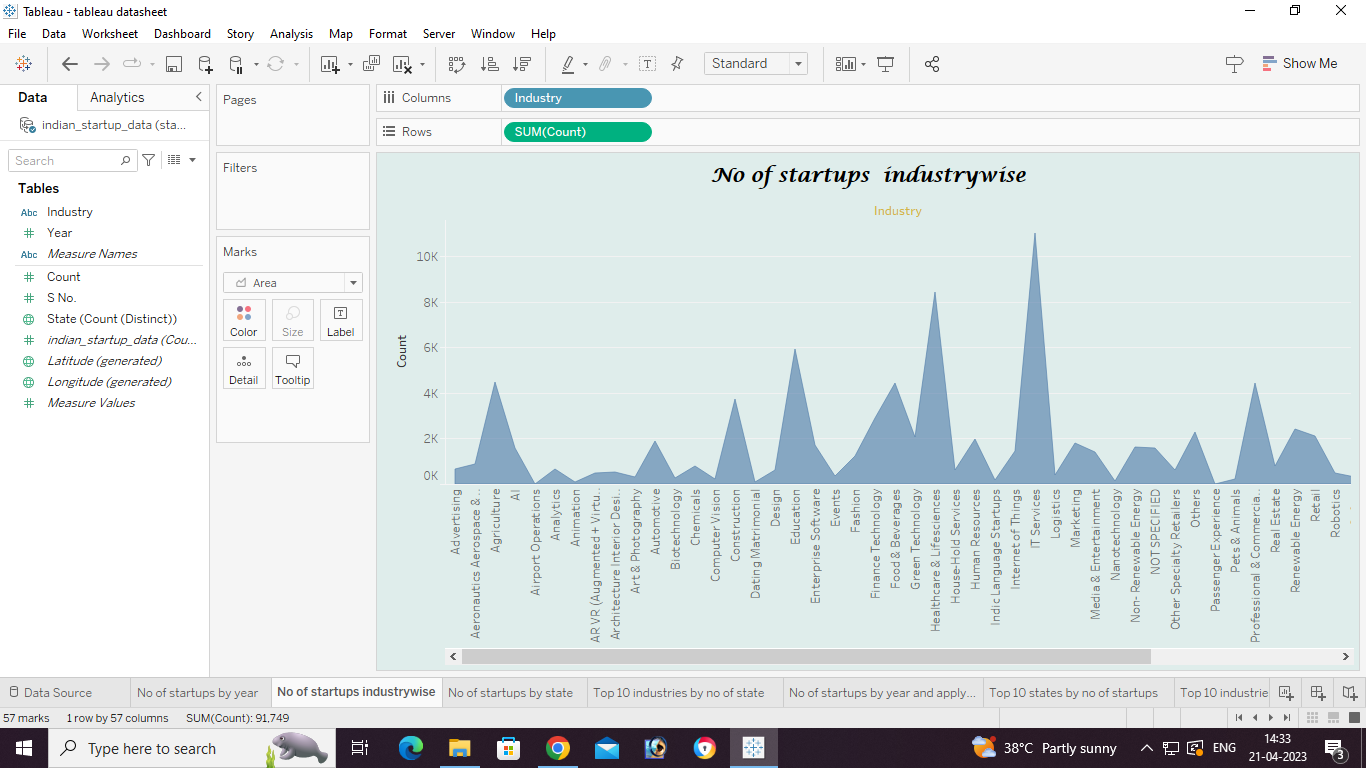 Tableau - tableau datasheet
File Data Worksheet Dashboard Story Analysis Map Format Server Window Help
Standard
Show Me
Data Analytics
Pages
Columns Industry
indian_startup_data (sta...
Rows SUM(Count)
Search
Filters
No of startups industrywise
Tables
Industry
Abc Industry
Year
Abc Measure Names
Marks
Count
Area
S No.
State (Count (Distinct))
Color Size Label
indian_startup_data (Cou...
Latitude (generated)
Detail Tooltip
Longitude (generated)
Measure Values
Count
10K
8K
6K
4K
2K
0K
Advertising
Aeronautics Aerospace & ..
Agriculture
AI
Airport Operations
Analytics
Animation
AR VR (Augmented + Virtu..
Architecture Interior Desi..
Art & Photography
Automotive
Biotechnology
Chemicals
Computer Vision
Construction
Dating Matrimonial
Design
Education
Enterprise Software
Events
Fashion
Finance Technology
Food & Beverages
Green Technology
Healthcare & Lifesciences
House-Hold Services
Human Resources
Indic Language Startups
Internet of Things
IT Services
Logistics
Marketing
Media & Entertainment
Nanotechnology
Non- Renewable Energy
NOT SPECIFIED
Other Specialty Retailers
Others
Passenger Experience
Pets & Animals
Professional & Commercia..
Real Estate
Renewable Energy
Retail
Robotics
Data Source No of startups by year No of startups industrywise No of startups by state Top 10 industries by no of state No of startups by year and apply... Top 10 states by no of startups Top 10 industrie
57 marks 1 row by 57 columns SUM(Count): 91,749
Type here to search
38°C Partly sunny
ENG
14:33
21-04-2023
3